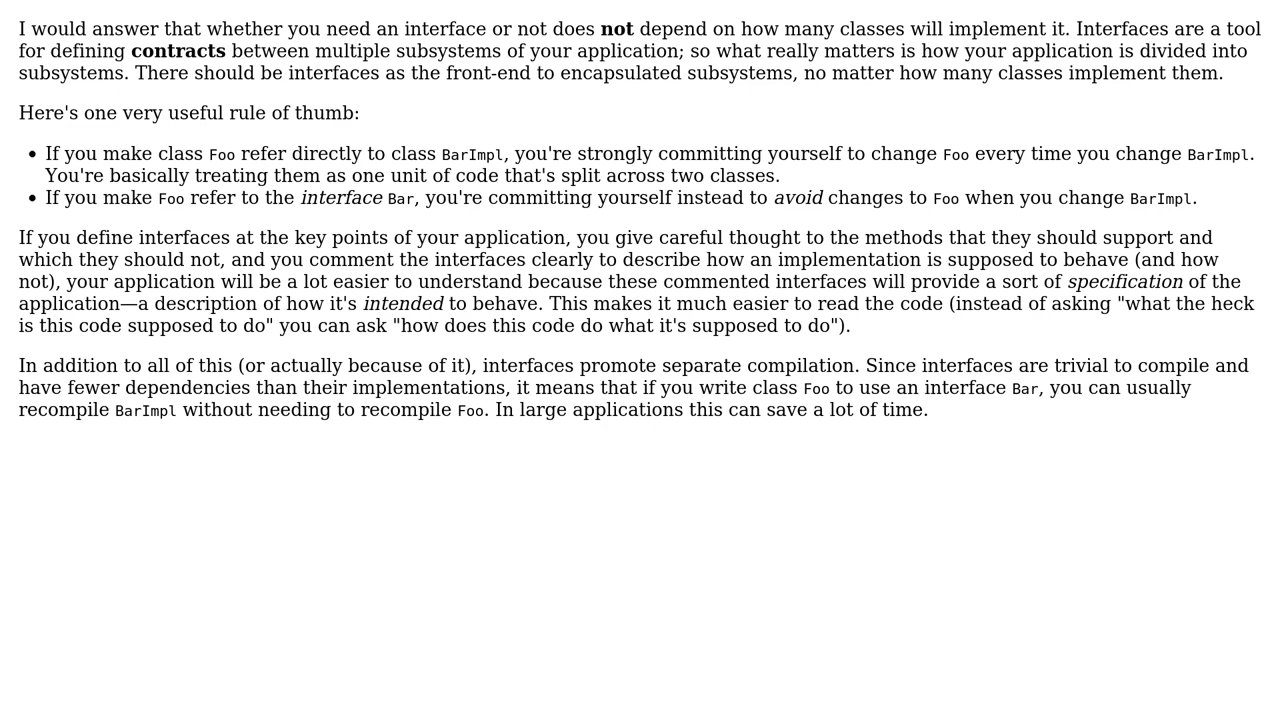 I would answer that whether you need an interface or not does not depend on how many classes will implement it. Interfaces are a tool
for defining contracts between multiple subsystems of your application; so what really matters is how your application is divided into
subsystems. There should be interfaces as the front-end to encapsulated subsystems, no matter how many classes implement them.
Here's one very useful rule of thumb:
• If you make class Foo refer directly to class BarImpl, you're strongly committing yourself to change Foo every time you change BarImpl.
You're basically treating them as one unit of code that's split across two classes.
• If you make Foo refer to the interface Bar, you're committing yourself instead to avoid changes to Foo when you change BarImpl.
If you define interfaces at the key points of your application, you give careful thought to the methods that they should support and
which they should not, and you comment the interfaces clearly to describe how an implementation is supposed to behave (and how
not), your application will be a lot easier to understand because these commented interfaces will provide a sort of specification of the
application—a description of how it's intended to behave. This makes it much easier to read the code (instead of asking "what the heck
is this code supposed to do" you can ask "how does this code do what it's supposed to do").
In addition to all of this (or actually because of it), interfaces promote separate compilation. Since interfaces are trivial to compile and
have fewer dependencies than their implementations, it means that if you write class Foo to use an interface Bar, you can usually
recompile BarImpl without needing to recompile Foo. In large applications this can save a lot of time.